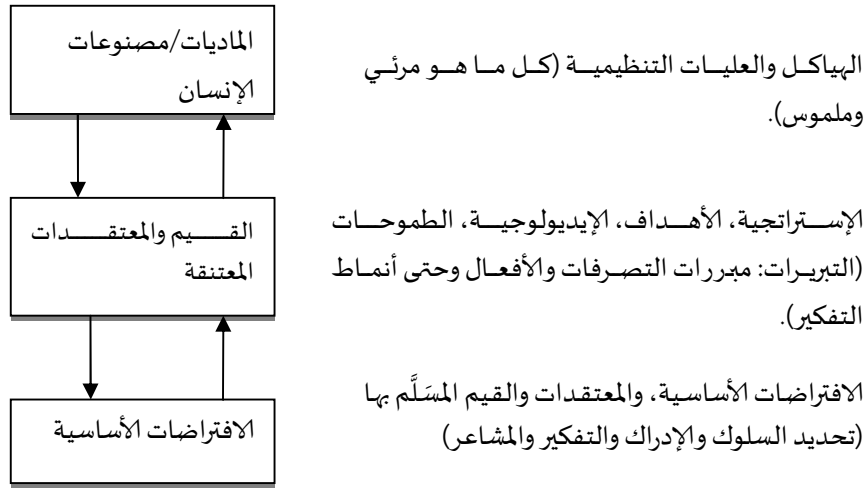 الماديات/مصنوعات
الإنسان
الهياكل والعليات التنظيمية (كل ما هو مرئي
وملموس).
القيم والمعتقدات
المعتنقة
الإستراتجية، الأهداف، الإيديولوجية، الطموحات
(التبريرات: مبررات التصرفات والأفعال وحتى أنماط
التفكير).
الافتراضات الأساسية
الافتراضات الأساسية، والمعتقدات والقيم المسَلَّم بها
(تحديد السلوك والإدراك والتفكير والمشاعر)